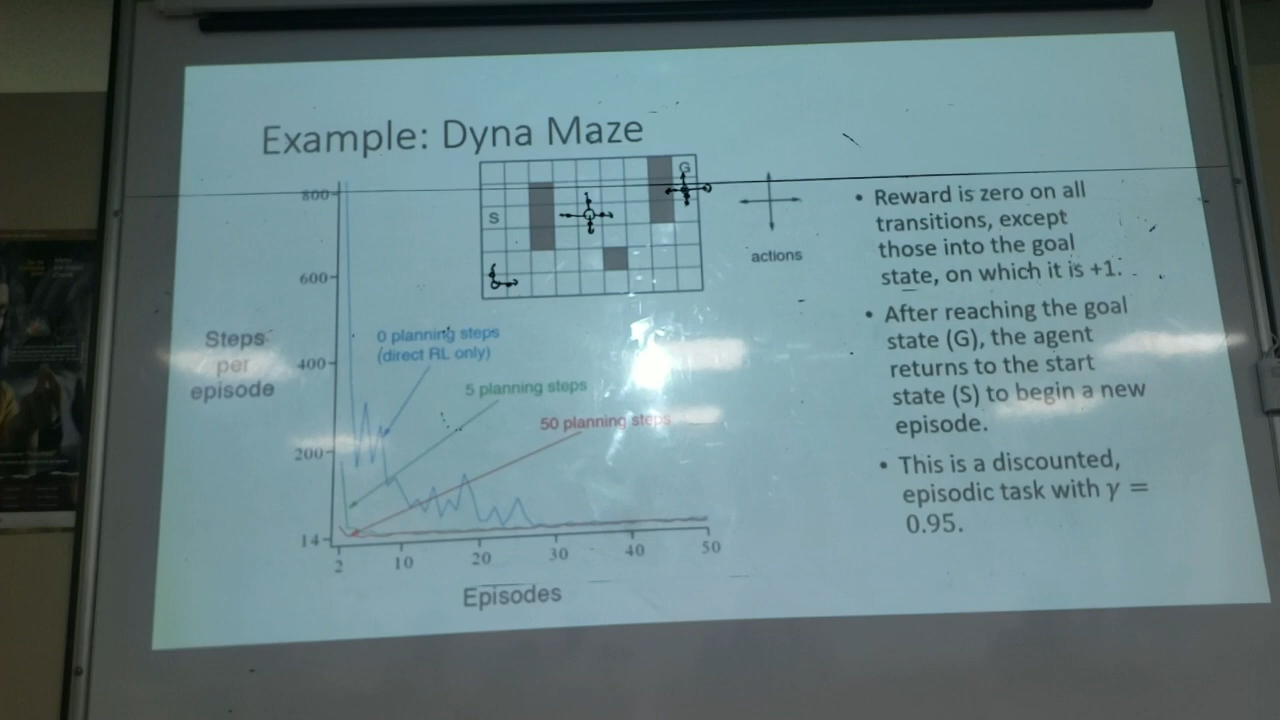 Example: Dyna Maze
800
600
400
200
14
Steps
per
episode
2
10
20
30
40
50
Episodes
0 planning steps
(direct RL only)
5 planning steps
50 planning steps
S
G
actions
• Reward is zero on all
transitions, except
those into the goal
state, on which it is +1.
• After reaching the goal
state (G), the agent
returns to the start
state (S) to begin a new
episode.
• This is a discounted,
episodic task with γ =
0.95.